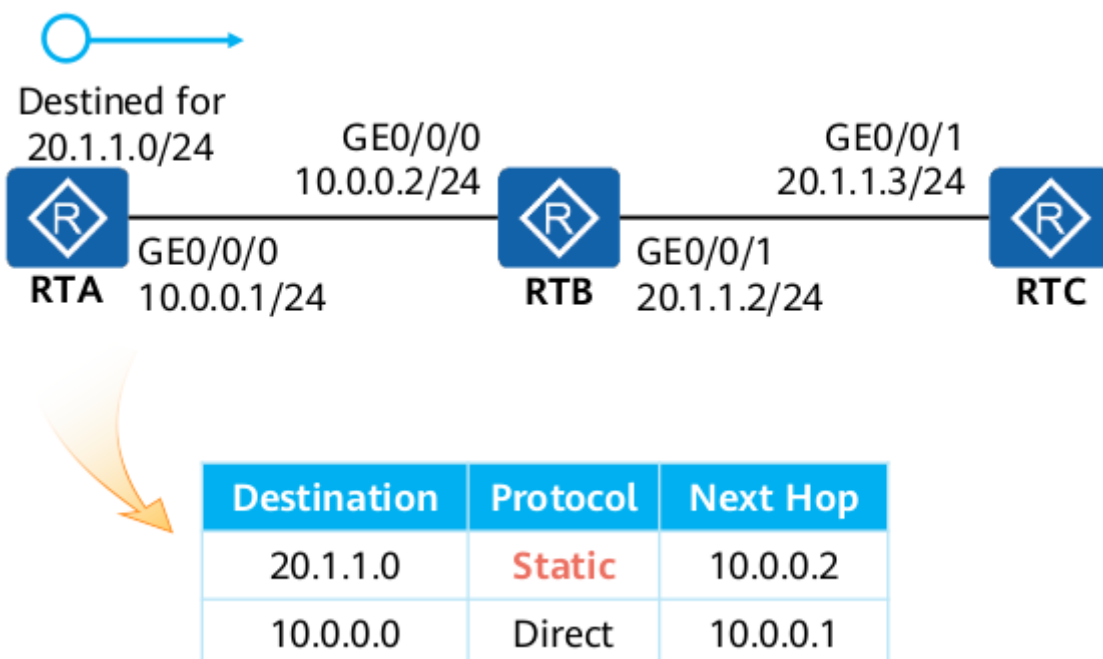 Destined for
20.1.1.0/24
GE0/0/0
10.0.0.2/24
GE0/0/1
20.1.1.3/24
R
R
R
GE0/0/0
10.0.0.1/24
GE0/0/1
20.1.1.2/24
RTA
RTB
RTC
Destination Protocol Next Hop
20.1.1.0 Static 10.0.0.2
10.0.0.0 Direct 10.0.0.1